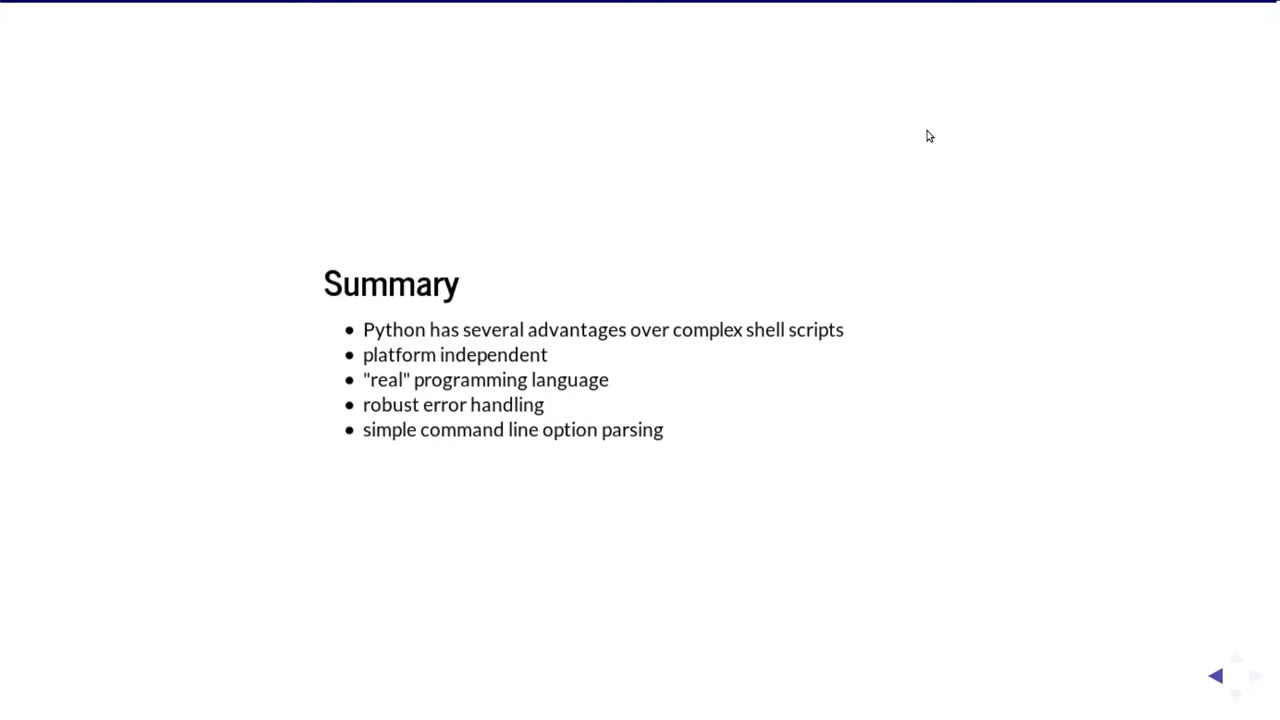 Summary
• Python has several advantages over complex shell scripts
• platform independent
• "real" programming language
• robust error handling
• simple command line option parsing